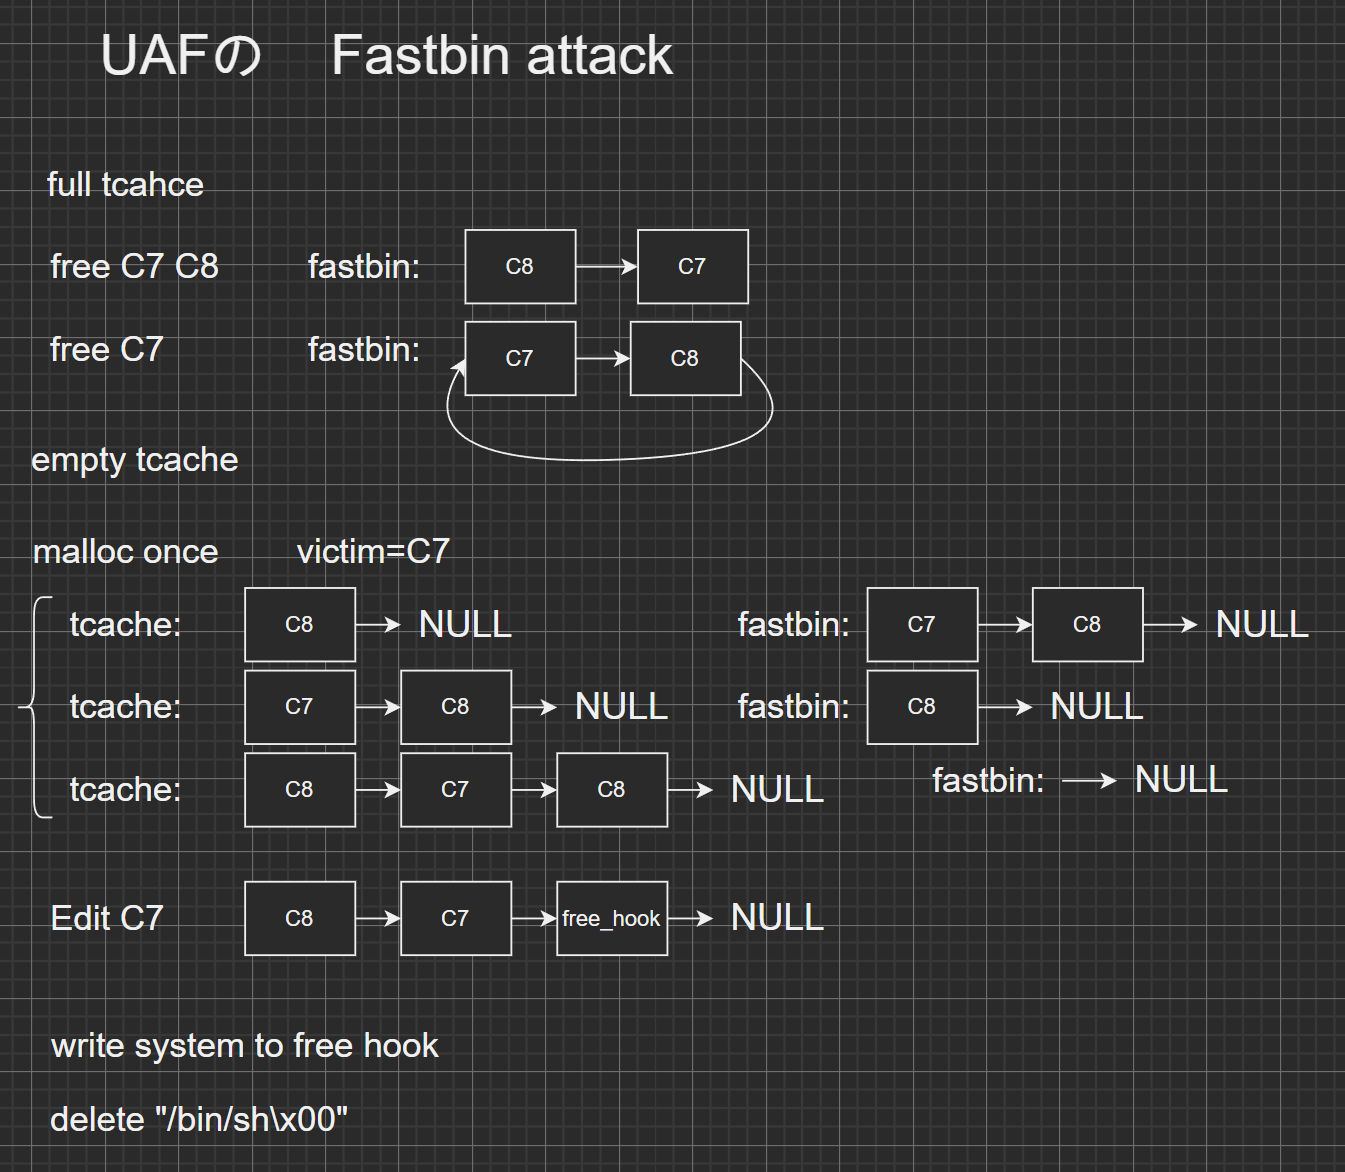 UAFの Fastbin attack
full tcahce
free C7 C8 fastbin: C8 C7
free C7 fastbin: C7 C8
empty tcache
malloc once victim=C7
tcache: C8 NULL fastbin: C7 C8 NULL
tcache: C7 C8 NULL fastbin: C8 NULL
tcache: C8 C7 C8 NULL fastbin: NULL
Edit C7 C8 C7 free_hook NULL
write system to free hook
delete "/bin/sh\x00"